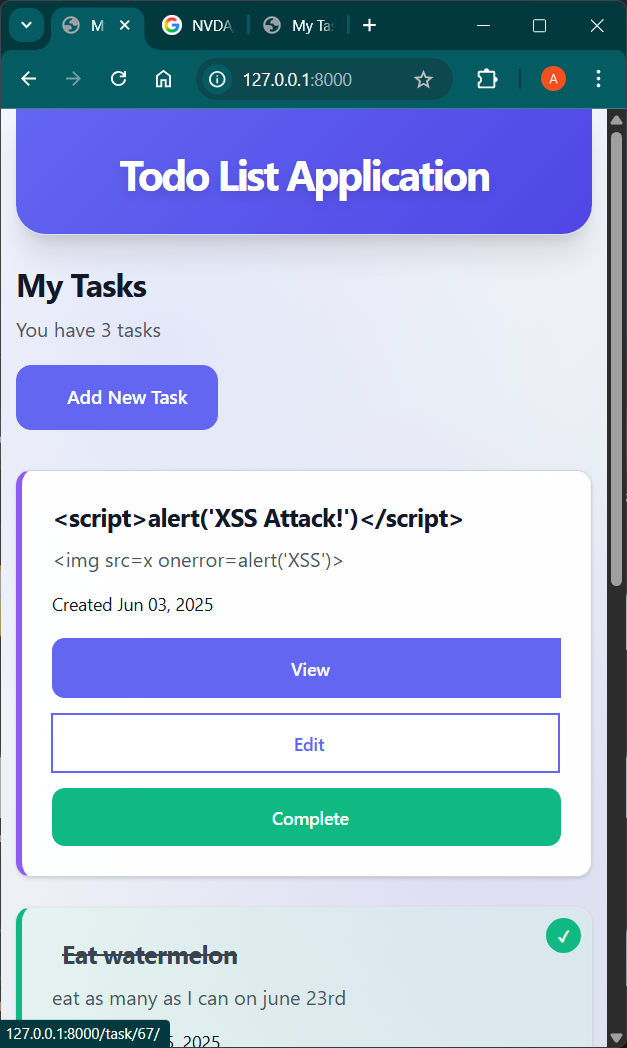 M
NVDA
My Ta
127.0.0.1:8000
A
Todo List Application
My Tasks
You have 3 tasks
Add New Task
<script>alert('XSS Attack!')</script>
<img src=x onerror=alert('XSS')>
Created Jun 03, 2025
View
Edit
Complete
Eat watermelon
eat as many as I can on june 23rd
127.0.0.1:8000/task/67/
, 2025